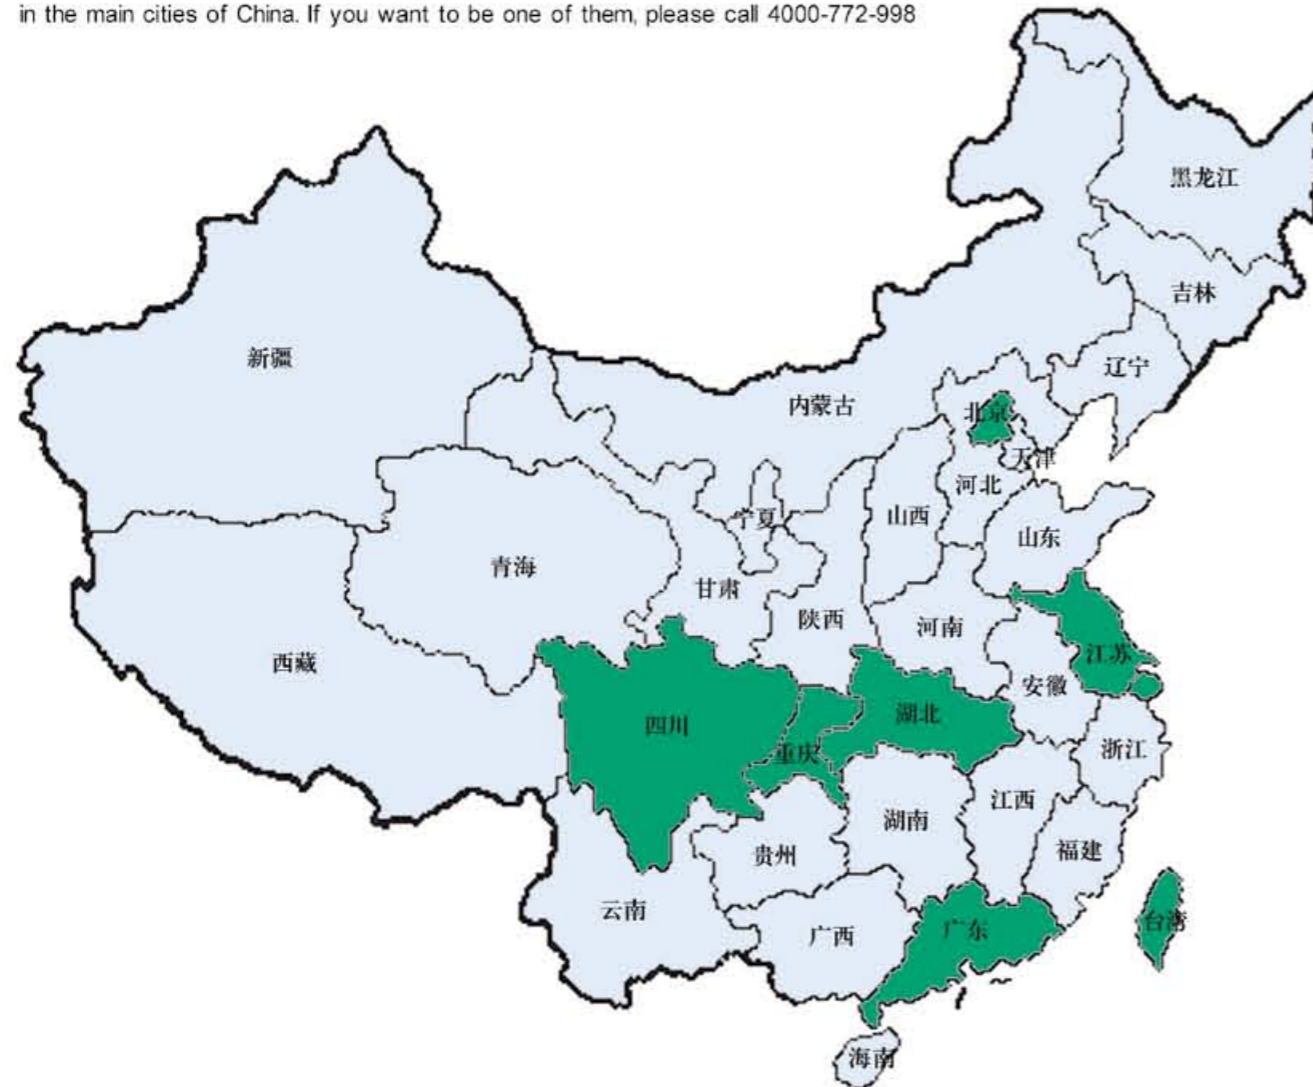 in the main cities of China. If you want to be one of them, please call 4000-772-998
黑龙江
吉林
新疆
辽宁
内蒙古
北京
天津
河北
宁夏
山西
山东
青海
甘肃
陕西
河南
江苏
西藏
安徽
湖北
四川
重庆
浙江
江西
湖南
福建
贵州
云南
广西
广东
台湾
海南